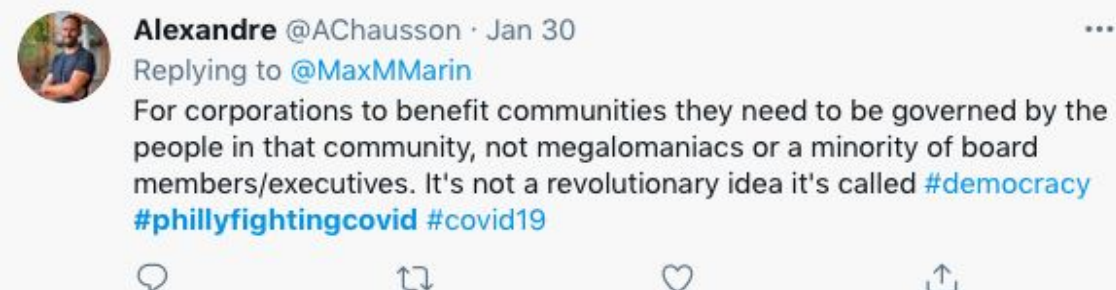 Alexandre @AChausson · Jan 30
Replying to @MaxMMarin
For corporations to benefit communities they need to be governed by the
people in that community, not megalomaniacs or a minority of board
members/executives. It's not a revolutionary idea it's called #democracy
#phillyfightingcovid #covid19